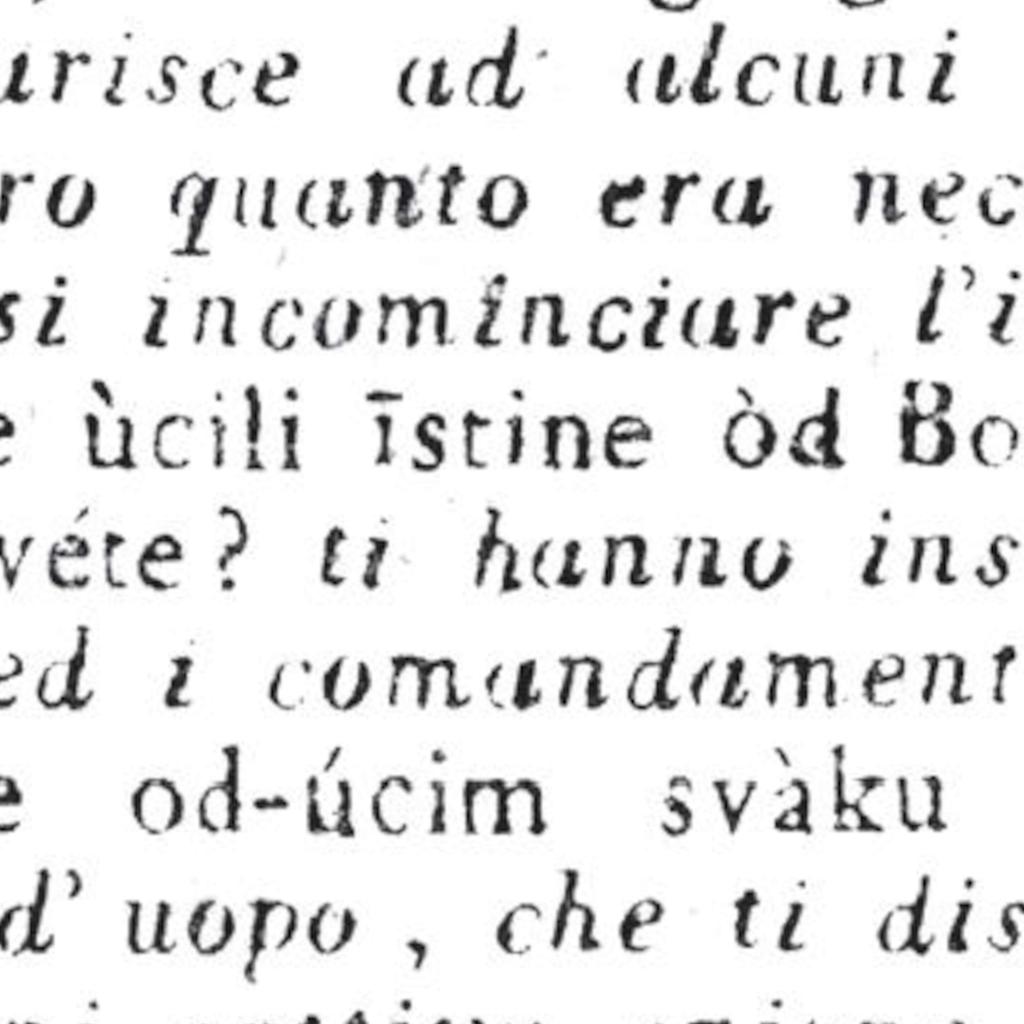 urisce ad alcuni
ro quanto era nec
si incominciare l'i
e ùcili īstine òd Bo
véte? ti hanno ins
ed i comandament
e od-úcim svàku
d' uopo, che ti dis